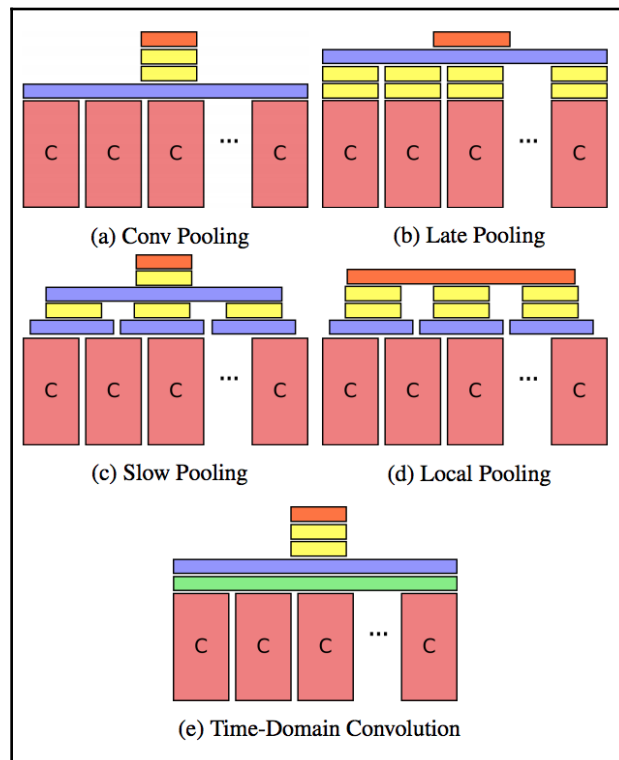 C C C ... C
C C C ... C
(a) Conv Pooling
(b) Late Pooling
C C C ... C
C C C ... C
(c) Slow Pooling
(d) Local Pooling
C C C ... C
(e) Time-Domain Convolution